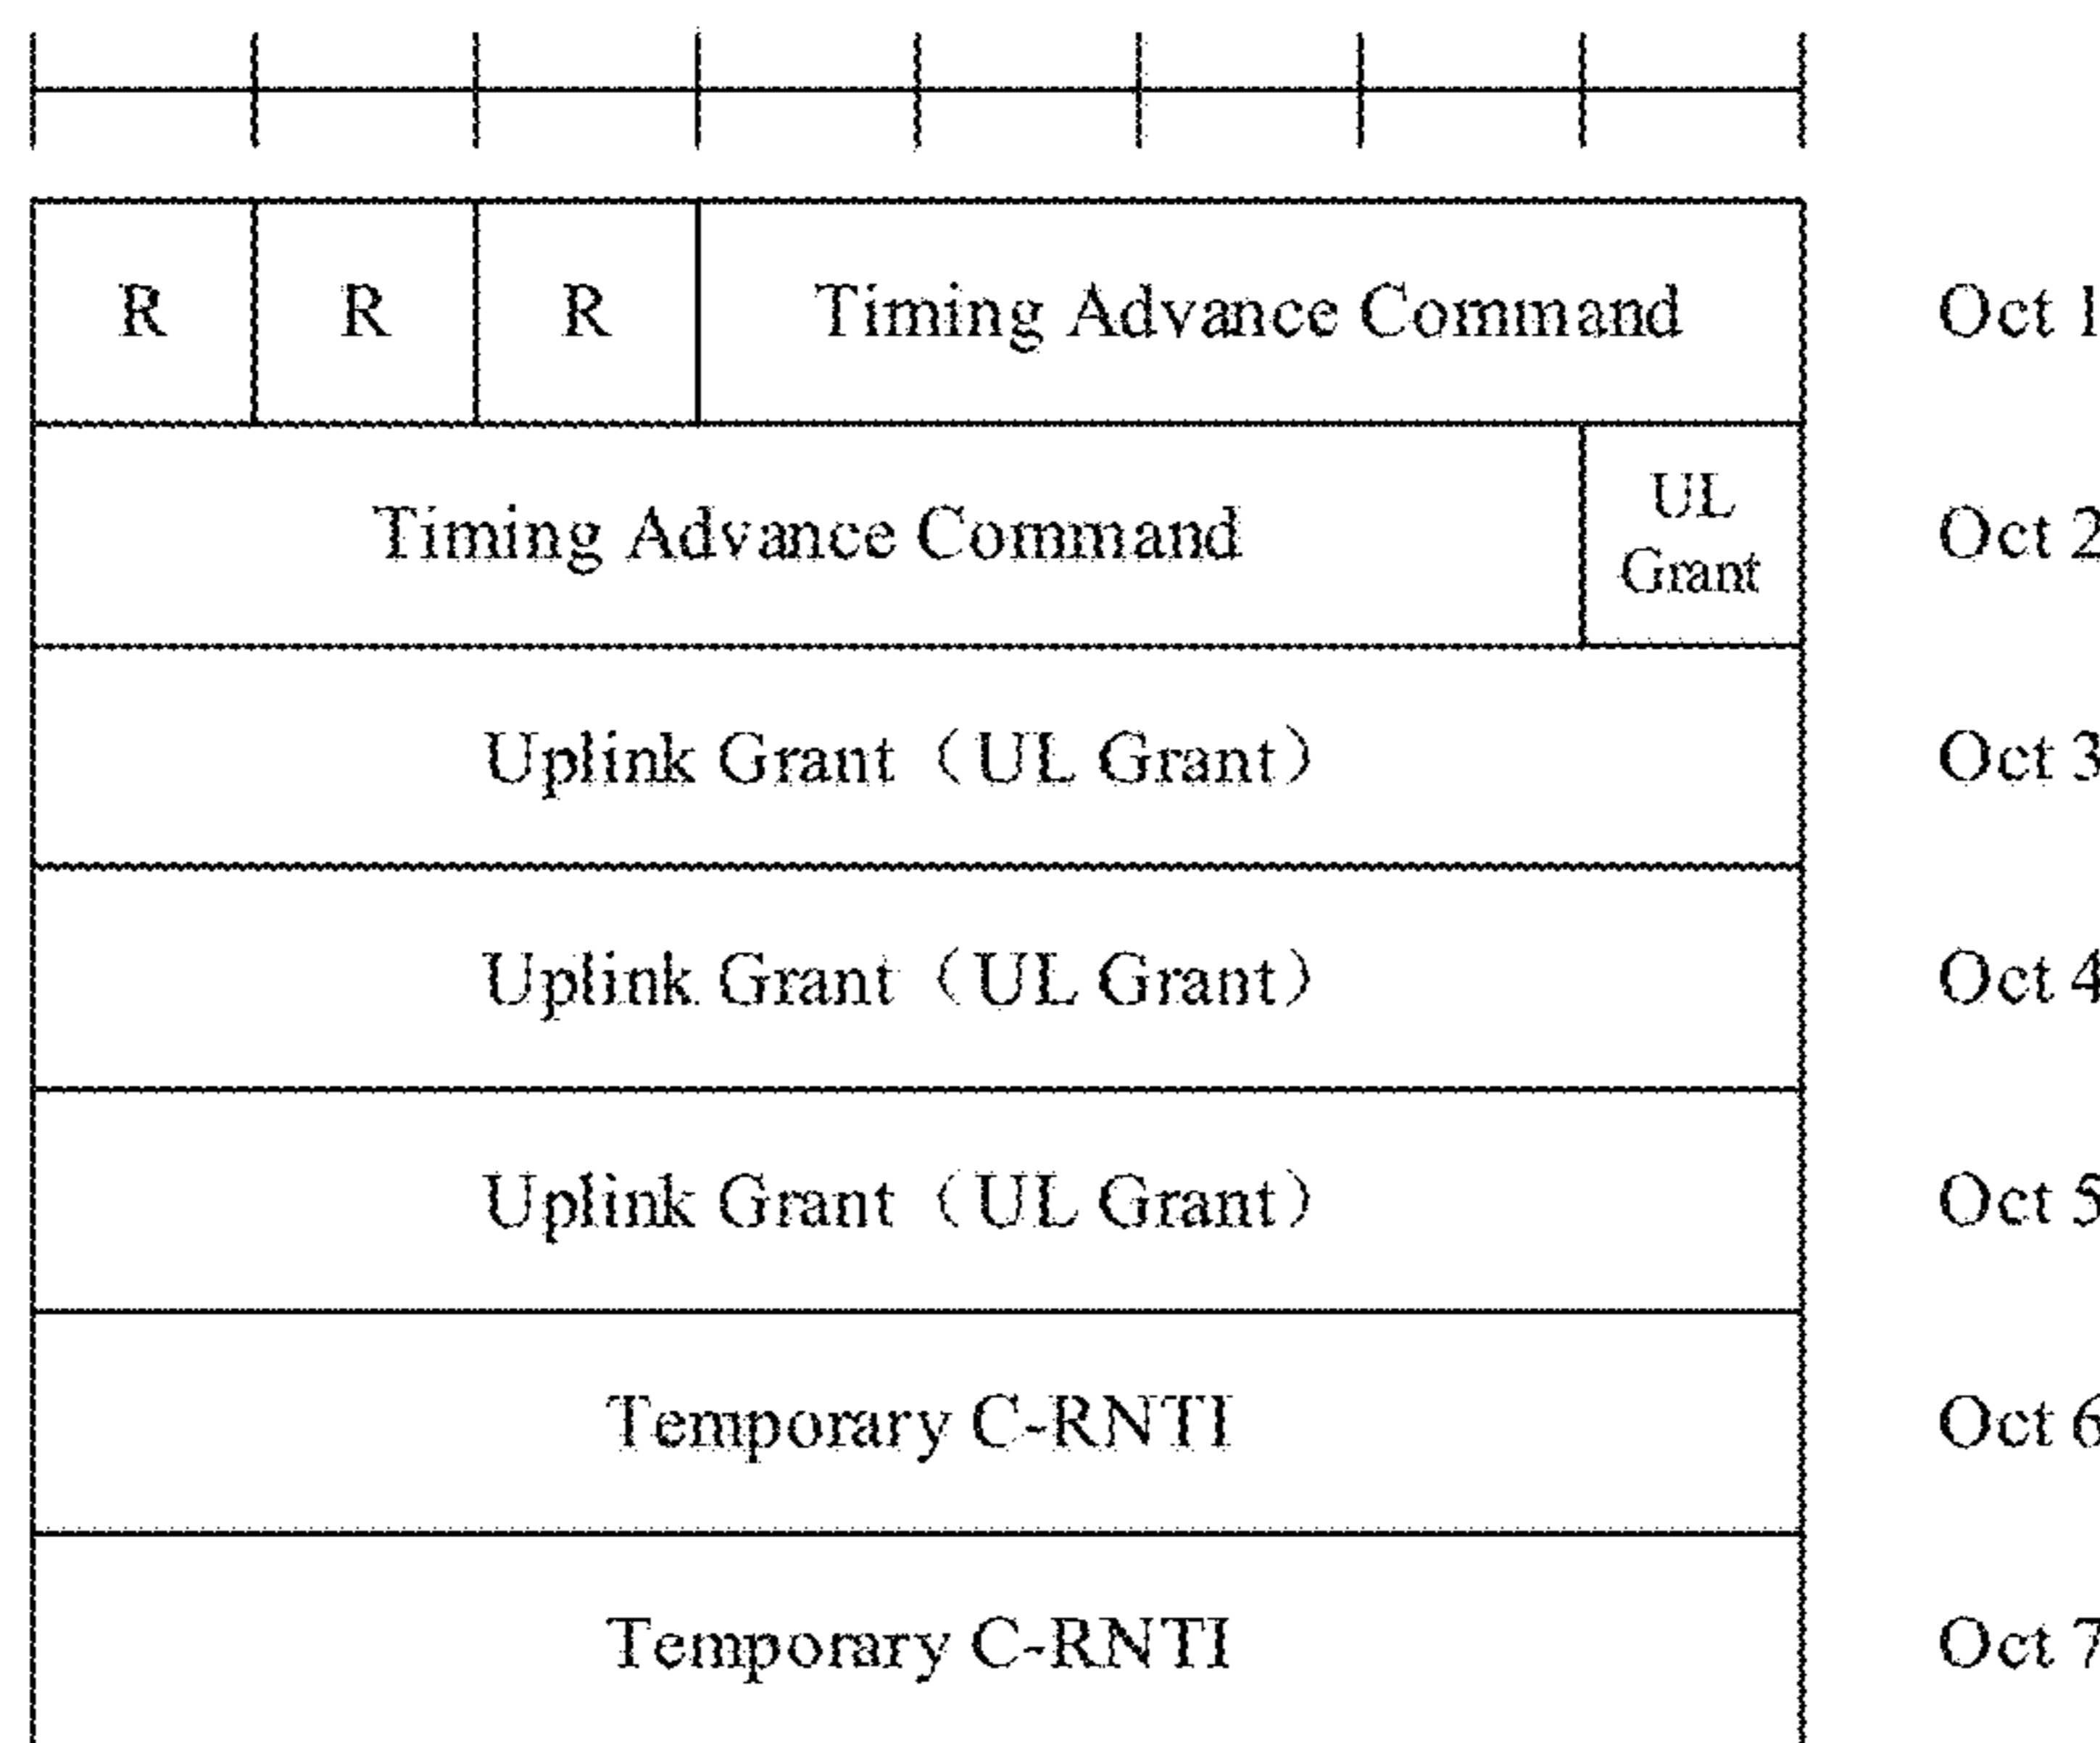 R R R Timing Advance Command Oct 1
Timing Advance Command UL Grant Oct 2
Uplink Grant（UL Grant） Oct 3
Uplink Grant（UL Grant） Oct 4
Uplink Grant（UL Grant） Oct 5
Temporary C-RNTI Oct 6
Temporary C-RNTI Oct 7